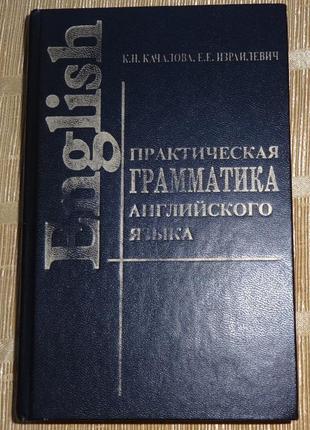 К.Н. КАЧАЛОВА, Е.Е. ИЗРАИЛЕВИЧ
English
ПРАКТИЧЕСКАЯ
ГРАММАТИКА
АНГЛИЙСКОГО
ЯЗЫКА